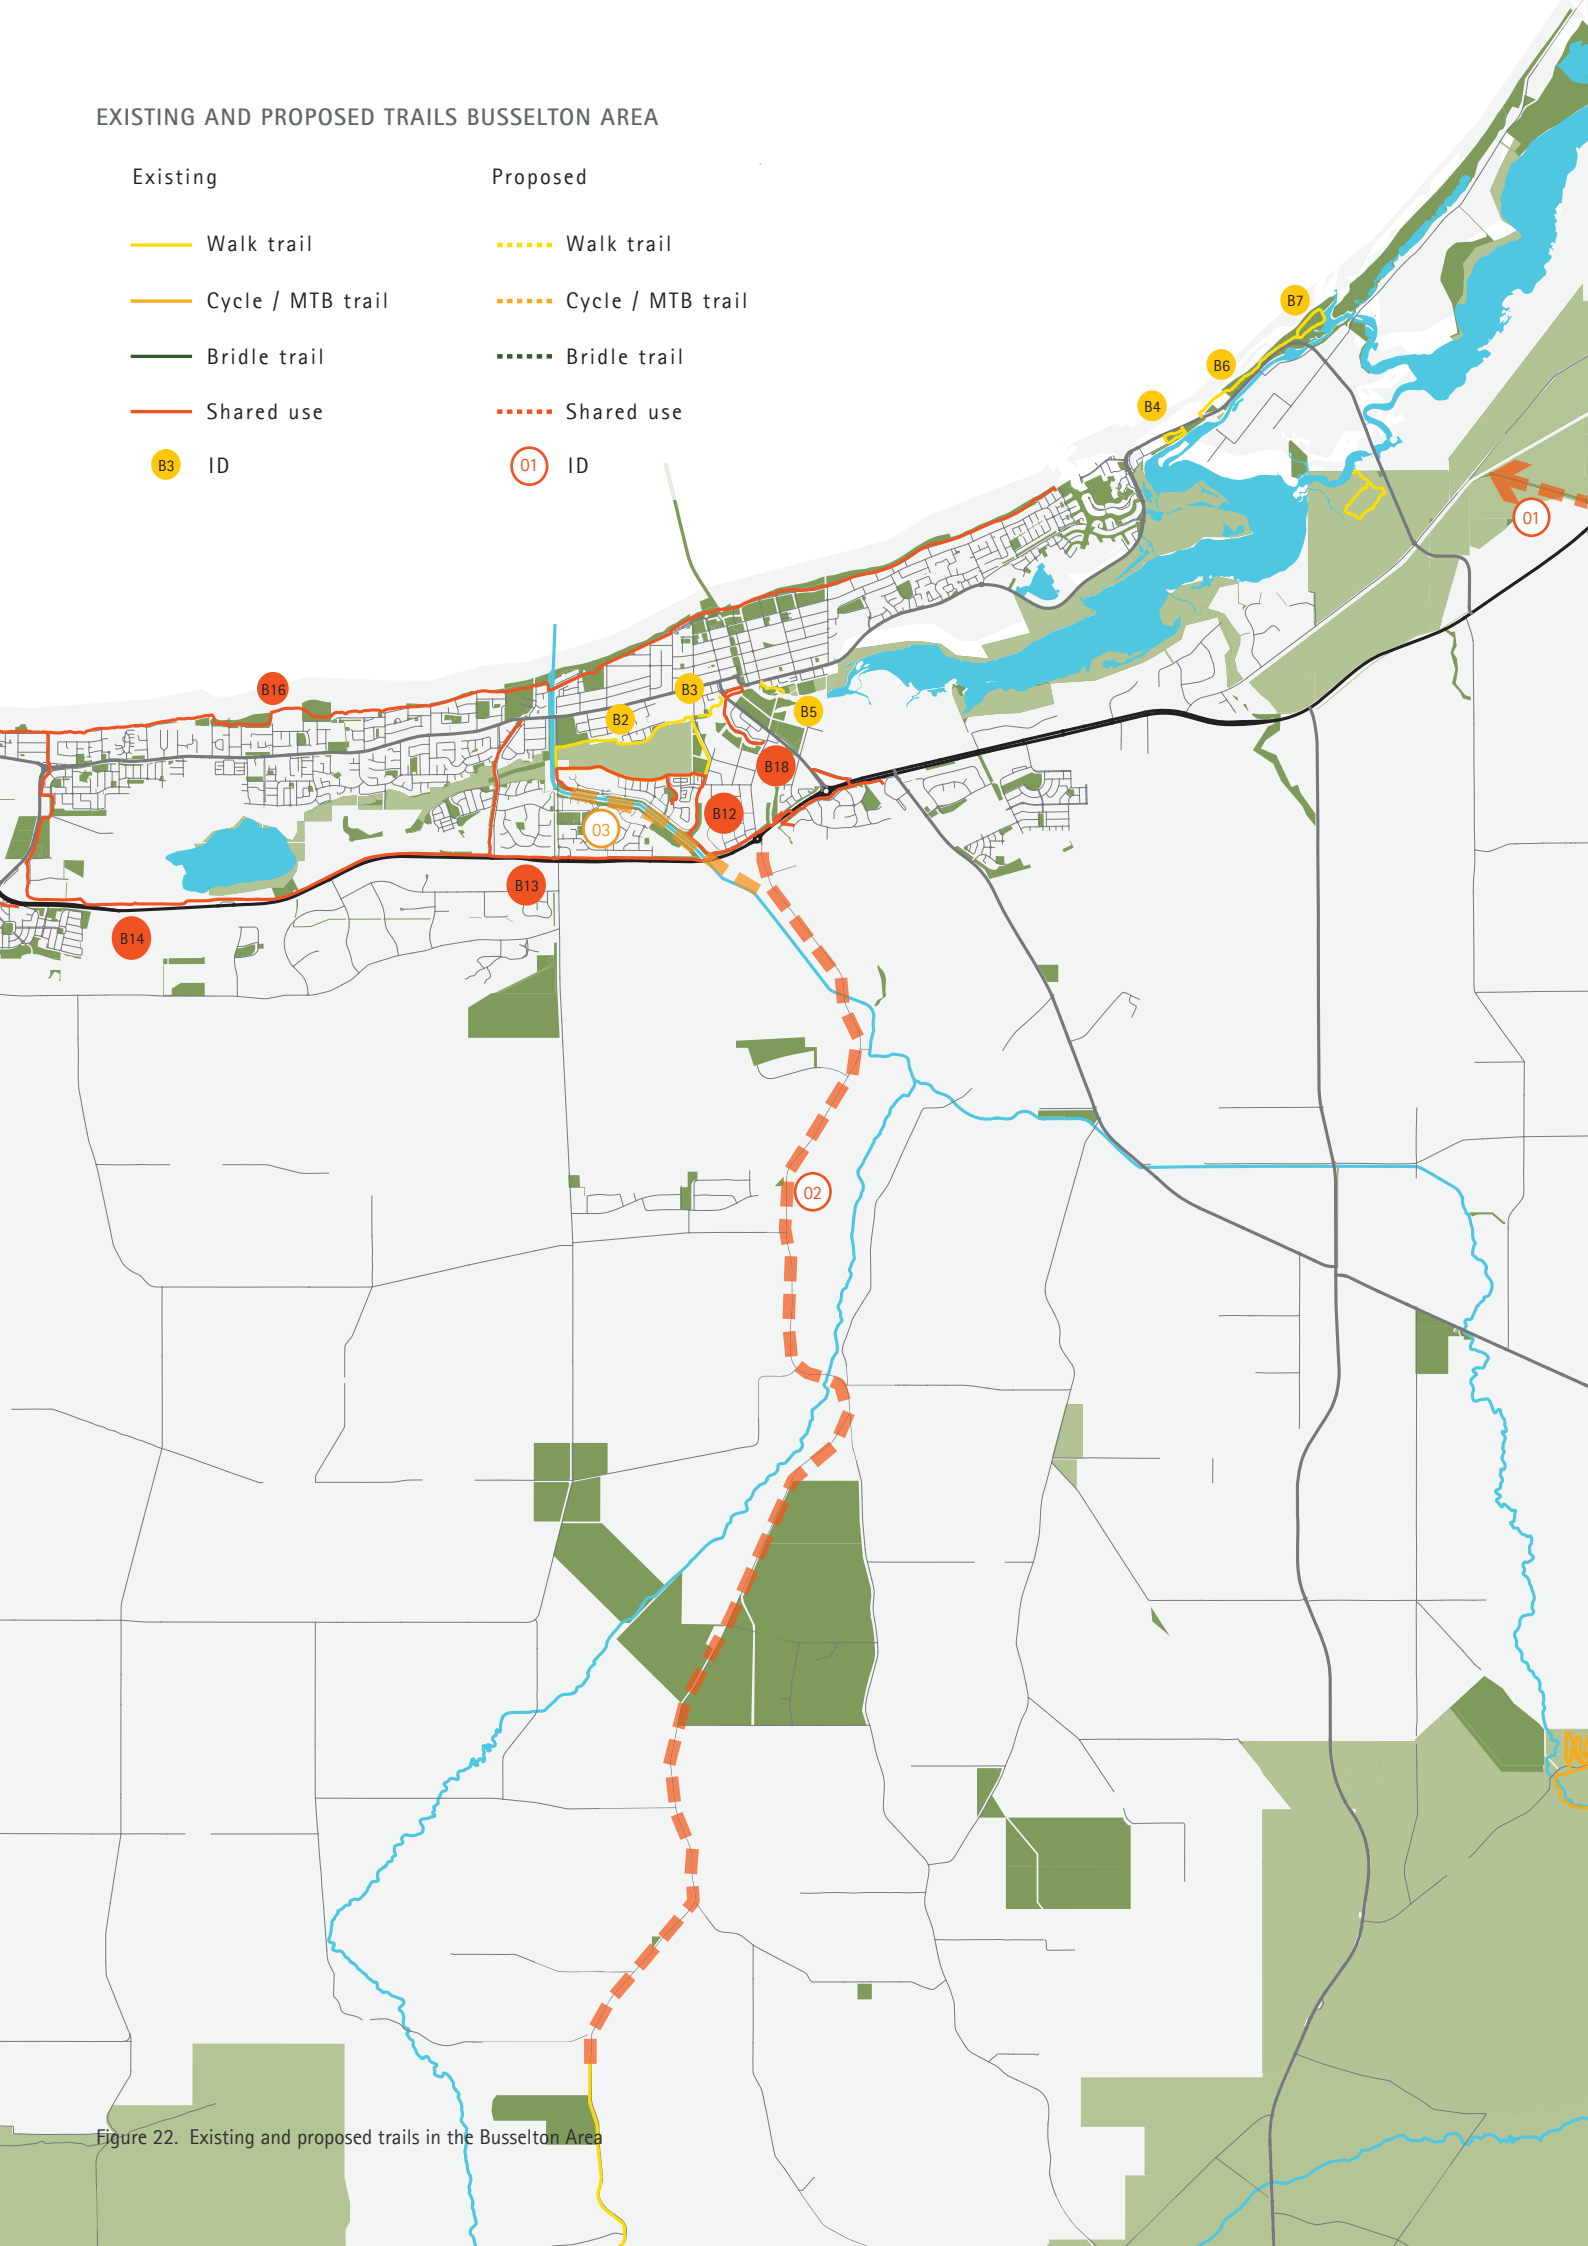 EXISTING AND PROPOSED TRAILS BUSSELTON AREA
Existing
Proposed
Walk trail
Walk trail
Cycle / MTB trail
Cycle / MTB trail
Bridle trail
Bridle trail
Shared use
Shared use
B3 ID
01 ID
B7
B6
B4
01
B16
B3
B2
B5
B18
B12
03
B13
B14
02
Figure 22. Existing and proposed trails in the Busselton Area